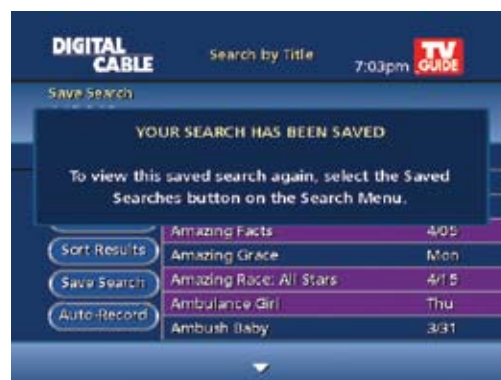 DIGITAL CABLE
Search by Title
7:03pm
TV GUIDE
Save Search
YOUR SEARCH HAS BEEN SAVED
To view this saved search again, select the Saved
Searches button on the Search Menu.
Amazing Facts 4/05
Sort Results
Amazing Grace Mon
Save Search
Amazing Race: All Stars 4/15
Auto-Record
Ambulance Girl Thu
Ambush Baby 3/31